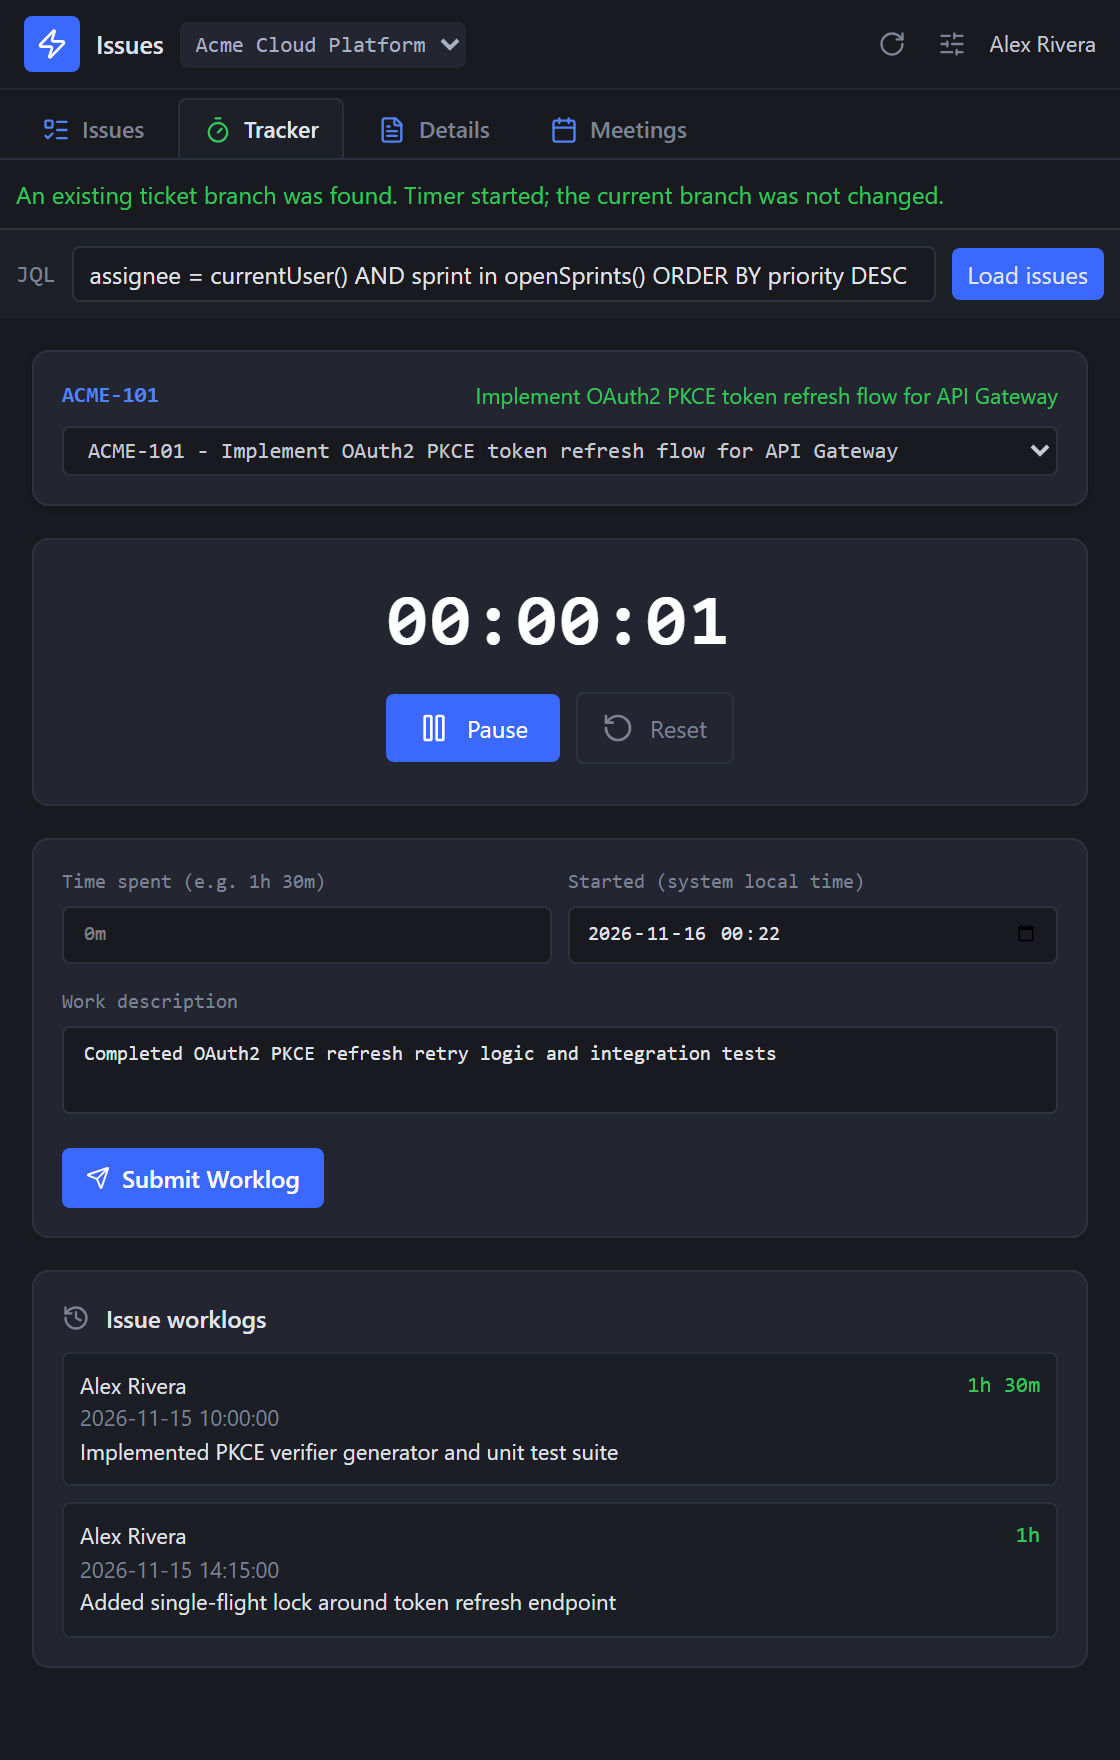 Issues
Acme Cloud Platform
Alex Rivera
Issues
Tracker
Details
Meetings
An existing ticket branch was found. Timer started; the current branch was not changed.
JQL
assignee = currentUser() AND sprint in openSprints() ORDER BY priority DESC
Load issues
ACME-101
Implement OAuth2 PKCE token refresh flow for API Gateway
ACME-101 - Implement OAuth2 PKCE token refresh flow for API Gateway
00:00:01
Pause
Reset
Time spent (e.g. 1h 30m)
Started (system local time)
0m
2026-11-16 00:22
Work description
Completed OAuth2 PKCE refresh retry logic and integration tests
Submit Worklog
Issue worklogs
Alex Rivera
1h 30m
2026-11-15 10:00:00
Implemented PKCE verifier generator and unit test suite
Alex Rivera
1h
2026-11-15 14:15:00
Added single-flight lock around token refresh endpoint